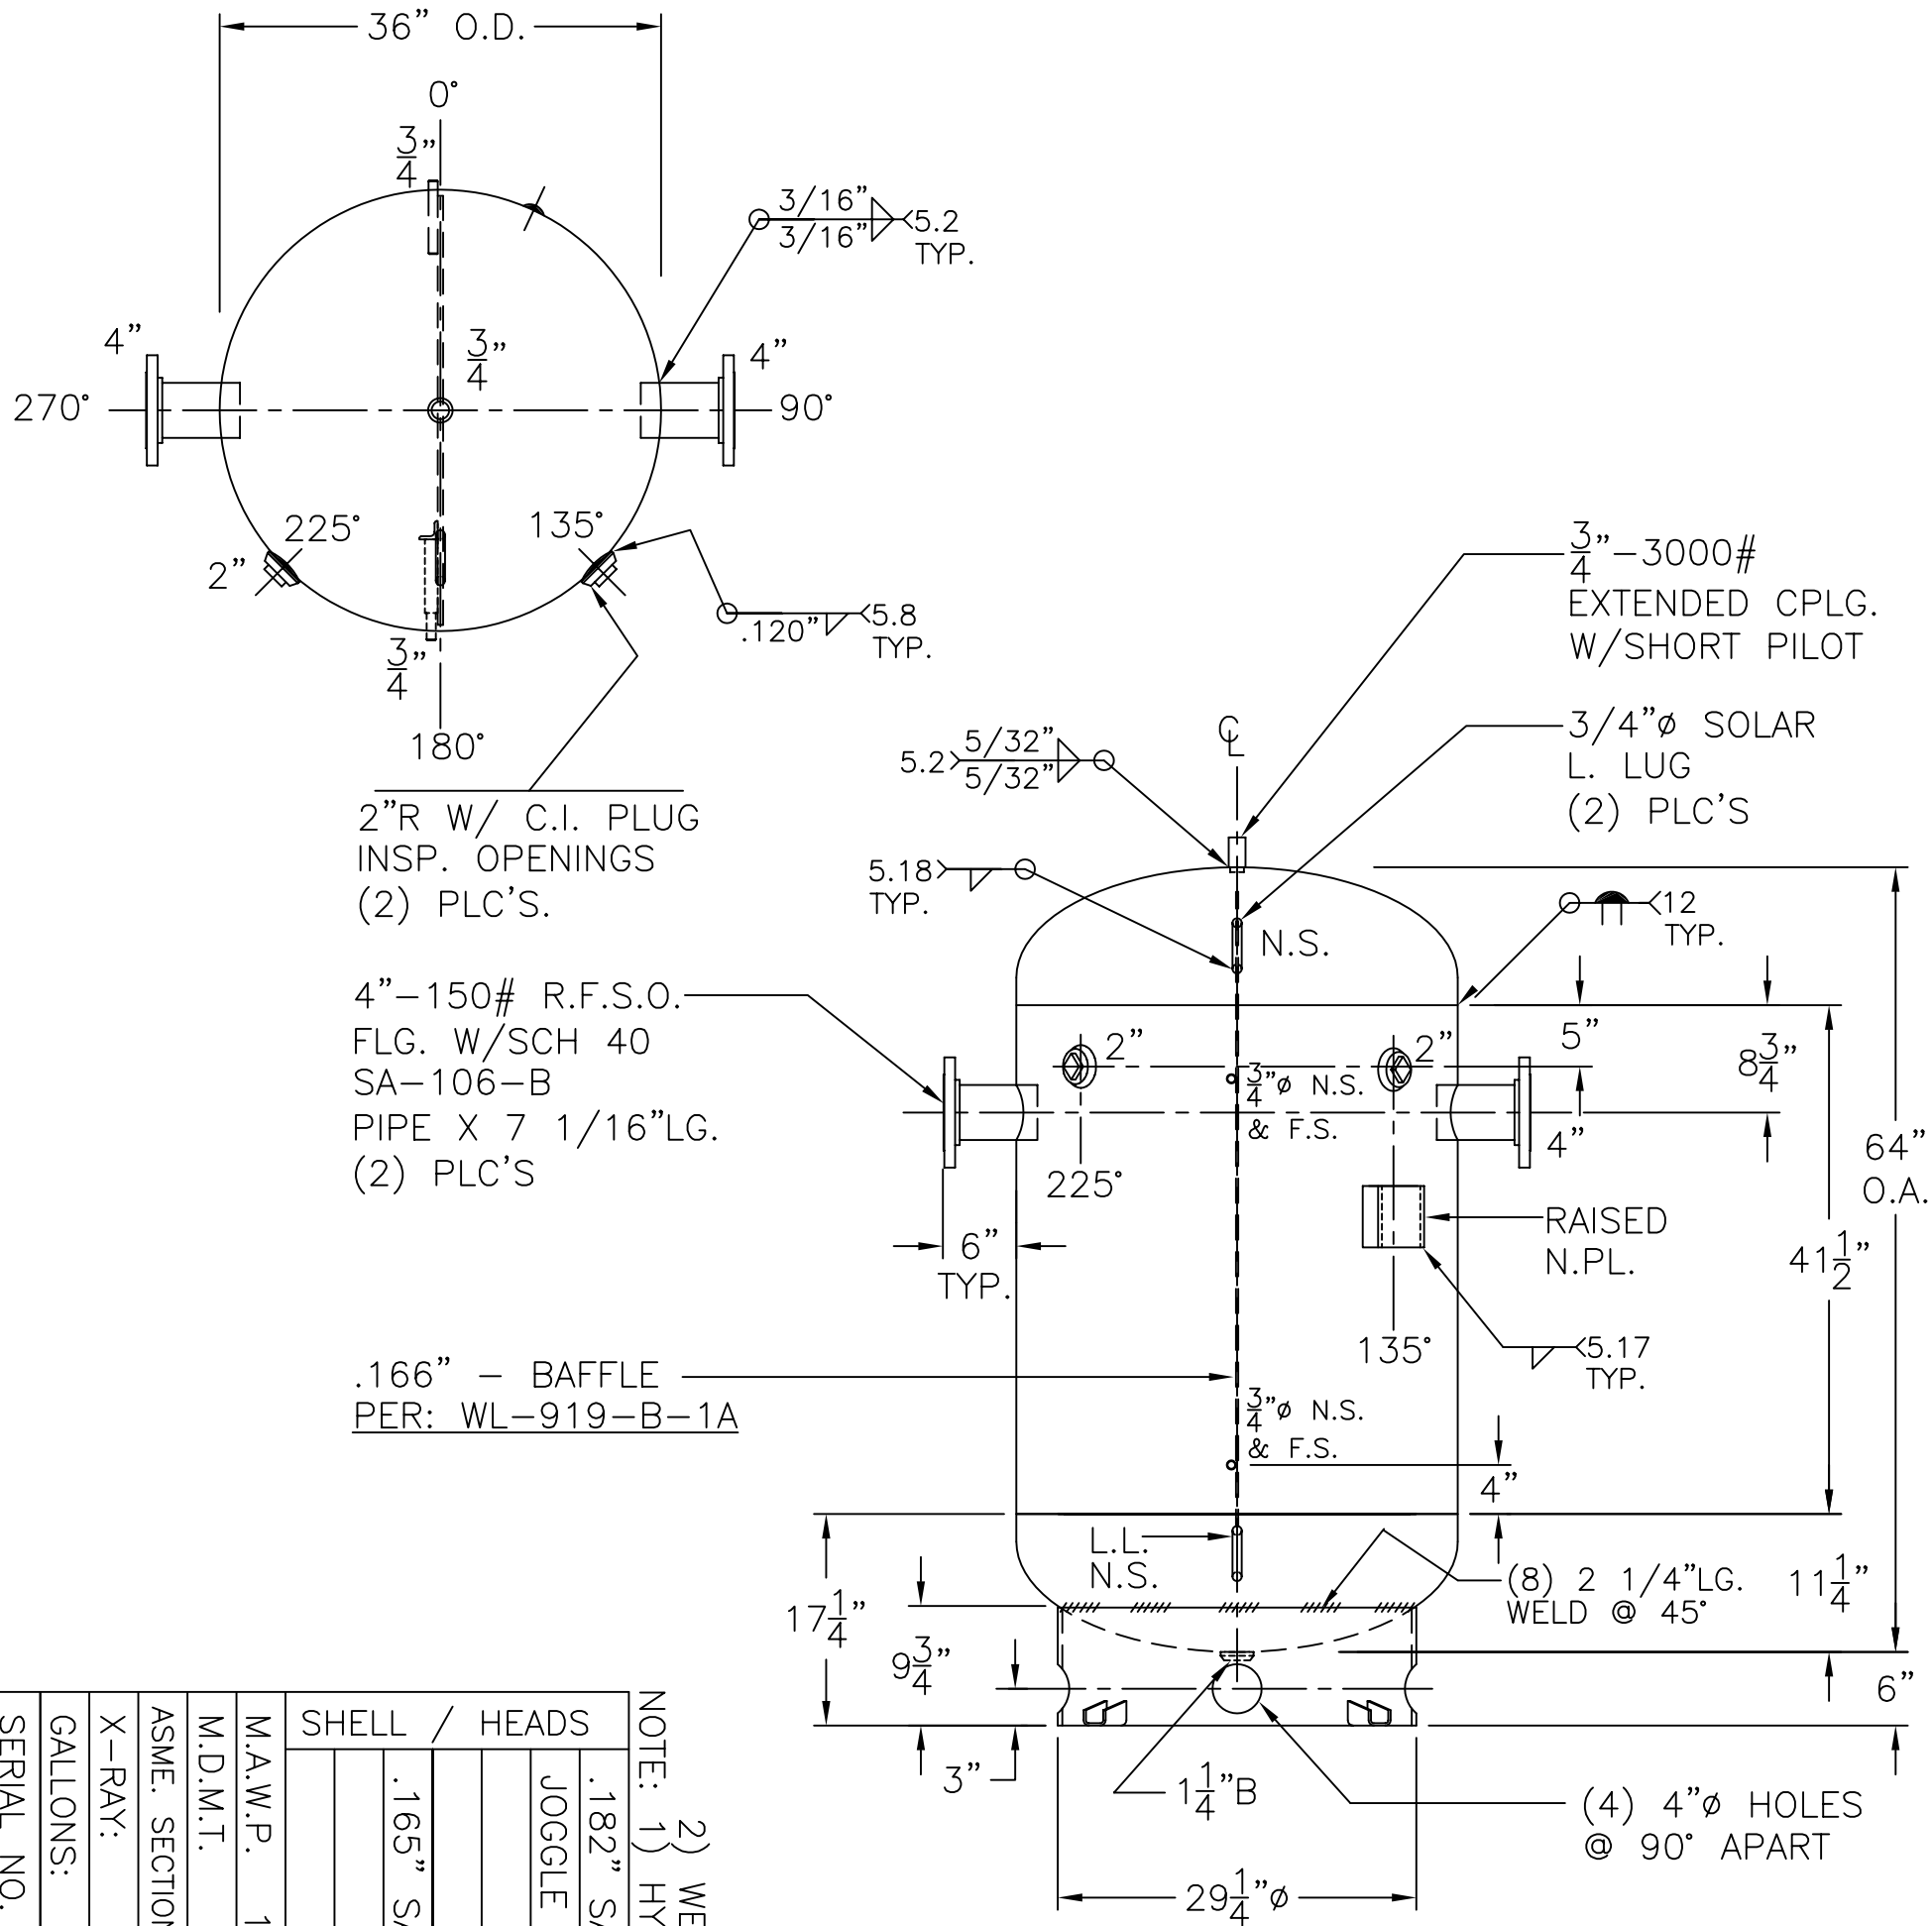 36" O.D.
0°
3/4"
3/16"
3/16"
5.2
TYP.
4"
3/4"
4"
270°
90°
225°
135°
2"
3/4"
.120"
5.8
TYP.
180°
2"R W/ C.I. PLUG
INSP. OPENINGS
(2) PLC'S.
4"-150# R.F.S.O.
FLG. W/SCH 40
SA-106-B
PIPE X 7 1/16"LG.
(2) PLC'S
.166" - BAFFLE
PER: WL-919-B-1A
3/4"-3000#
EXTENDED CPLG.
W/SHORT PILOT
3/4"ø SOLAR
L. LUG
(2) PLC'S
℄
5.2
5/32"
5/32"
5.18
TYP.
N.S.
12
TYP.
2"
2"
5"
8 3/4"
3/4"ø N.S.
& F.S.
4"
225°
64"
O.A.
RAISED
N.PL.
6"
TYP.
41 1/2"
135°
5.17
TYP.
3/4"ø N.S.
& F.S.
4"
L.L.
N.S.
(8) 2 1/4"LG.
WELD @ 45°
11 1/4"
17 1/4"
9 3/4"
6"
3"
1 1/4"B
(4) 4"ø HOLES
@ 90° APART
29 1/4"ø
NOTE: 1) HY
2) WE
SHELL / HEADS
.182" SA
JOGGLE
.165" SA
M.A.W.P. 1
M.D.M.T.
ASME. SECTION
X-RAY:
GALLONS:
SERIAL NO.